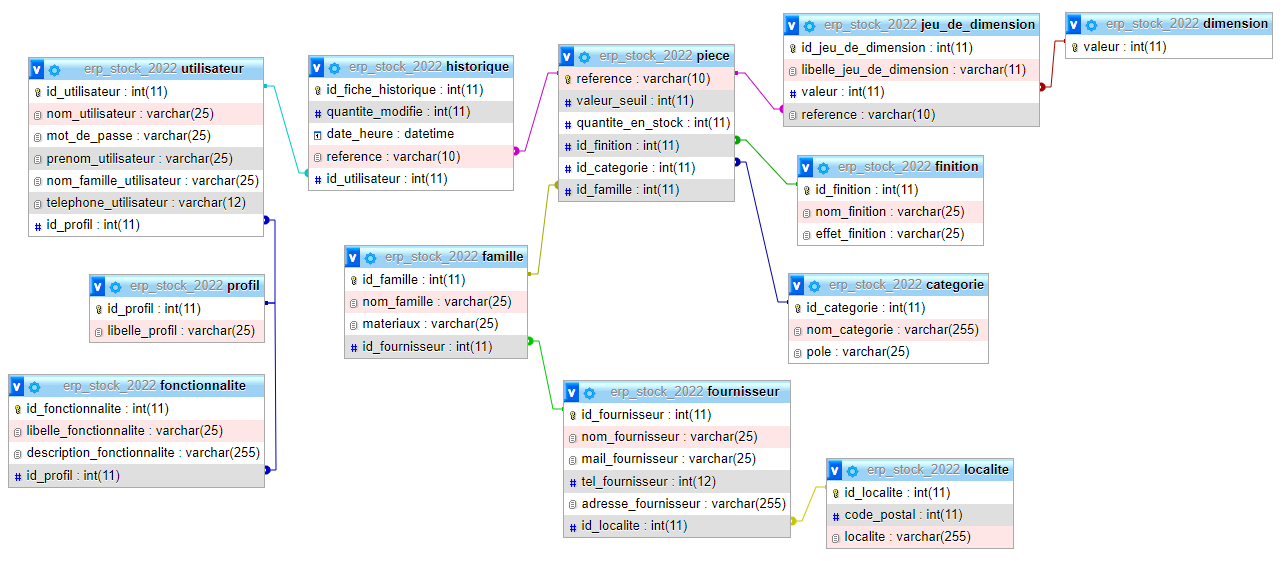 erp_stock_2022 utilisateur
id_utilisateur : int(11)
nom_utilisateur : varchar(25)
mot_de_passe : varchar(25)
prenom_utilisateur : varchar(25)
nom_famille_utilisateur : varchar(25)
telephone_utilisateur : varchar(12)
id_profil : int(11)
erp_stock_2022 historique
id_fiche_historique : int(11)
quantite_modifie : int(11)
date_heure : datetime
reference : varchar(10)
id_utilisateur : int(11)
erp_stock_2022 piece
reference : varchar(10)
valeur_seuil : int(11)
quantite_en_stock : int(11)
id_finition : int(11)
id_categorie : int(11)
id_famille : int(11)
erp_stock_2022 jeu_de_dimension
id_jeu_de_dimension : int(11)
libelle_jeu_de_dimension : varchar(11)
valeur : int(11)
reference : varchar(10)
erp_stock_2022 dimension
valeur : int(11)
erp_stock_2022 finition
id_finition : int(11)
nom_finition : varchar(25)
effet_finition : varchar(25)
erp_stock_2022 profil
id_profil : int(11)
libelle_profil : varchar(25)
erp_stock_2022 famille
id_famille : int(11)
nom_famille : varchar(25)
materiaux : varchar(25)
id_fournisseur : int(11)
erp_stock_2022 categorie
id_categorie : int(11)
nom_categorie : varchar(255)
pole : varchar(25)
erp_stock_2022 fonctionnalite
id_fonctionnalite : int(11)
libelle_fonctionnalite : varchar(25)
description_fonctionnalite : varchar(255)
id_profil : int(11)
erp_stock_2022 fournisseur
id_fournisseur : int(11)
nom_fournisseur : varchar(25)
mail_fournisseur : varchar(25)
tel_fournisseur : int(12)
adresse_fournisseur : varchar(255)
id_localite : int(11)
erp_stock_2022 localite
id_localite : int(11)
code_postal : int(11)
localite : varchar(255)